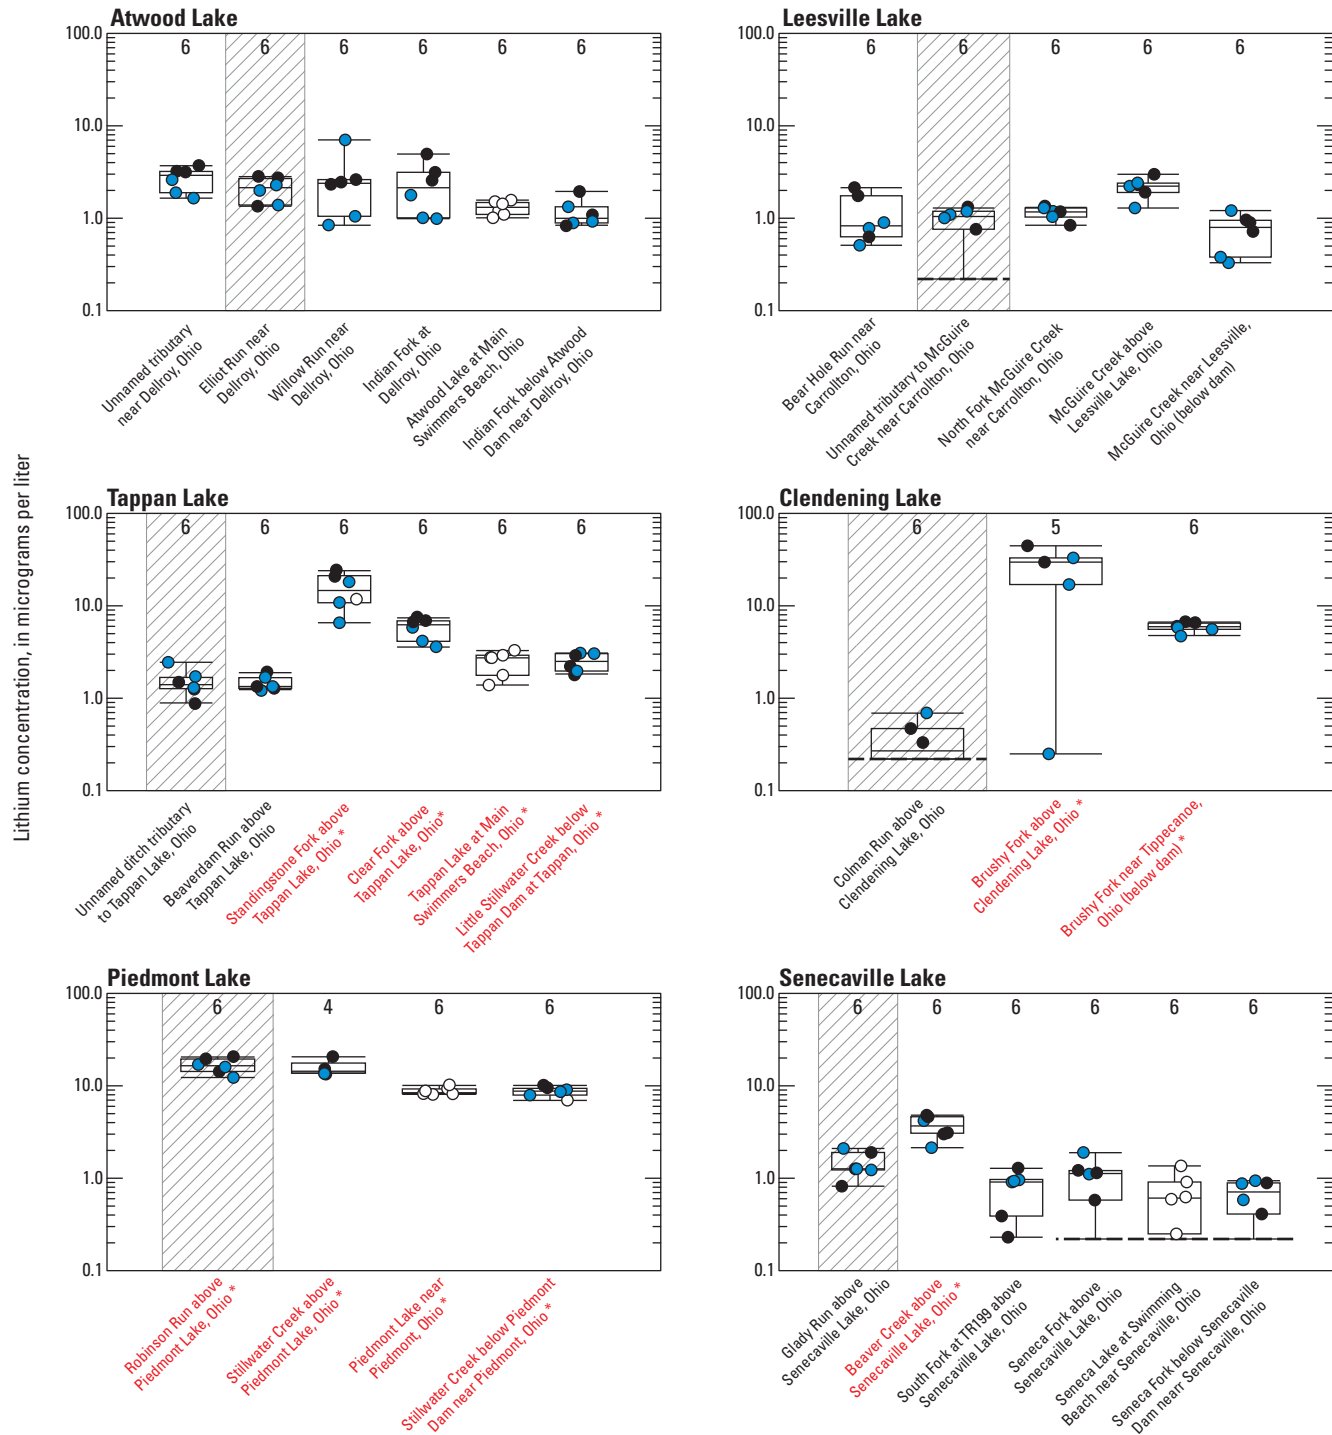 Lithium concentration, in micrograms per liter
Atwood Lake
100.0
10.0
1.0
0.1
6
6
6
6
6
6
Unnamed tributary
near Dellroy, Ohio
Elliot Run near
Dellroy, Ohio
Willow Run near
Dellroy, Ohio
Indian Fork at
Dellroy, Ohio
Atwood Lake at Main
Swimmers Beach, Ohio
Indian Fork below Atwood
Dam near Dellroy, Ohio
Leesville Lake
100.0
10.0
1.0
0.1
6
6
6
6
6
Bear Hole Run near
Carrollton, Ohio
Unnamed tributary to McGuire
Creek near Carrollton, Ohio
North Fork McGuire Creek
near Carrollton, Ohio
McGuire Creek above
Leesville Lake, Ohio
McGuire Creek near Leesville,
Ohio (below dam)
Tappan Lake
100.0
10.0
1.0
0.1
6
6
6
6
6
6
Unnamed ditch tributary
to Tappan Lake, Ohio
Beaverdam Run above
Tappan Lake, Ohio
Standingstone Fork above
Tappan Lake, Ohio *
Clear Fork above
Tappan Lake, Ohio*
Tappan Lake at Main
Swimmers Beach, Ohio *
Little Stillwater Creek below
Tappan Dam at Tappan, Ohio *
Clendening Lake
100.0
10.0
1.0
0.1
6
5
6
Colman Run above
Clendening Lake, Ohio
Brushy Fork above
Clendening Lake, Ohio *
Brushy Fork near Tippecanoe,
Ohio (below dam) *
Piedmont Lake
100.0
10.0
1.0
0.1
6
4
6
6
Robinson Run above
Piedmont Lake, Ohio *
Stillwater Creek above
Piedmont Lake, Ohio *
Piedmont Lake near
Piedmont, Ohio *
Stillwater Creek below Piedmont
Dam near Piedmont, Ohio *
Senecaville Lake
100.0
10.0
1.0
0.1
6
6
6
6
6
6
Glady Run above
Senecaville Lake, Ohio
Beaver Creek above
Senecaville Lake, Ohio *
South Fork at TR199 above
Senecaville Lake, Ohio
Seneca Fork above
Senecaville Lake, Ohio
Seneca Lake at Swimming
Beach near Senecaville, Ohio
Seneca Fork below Senecaville
Dam nearr Senecaville, Ohio